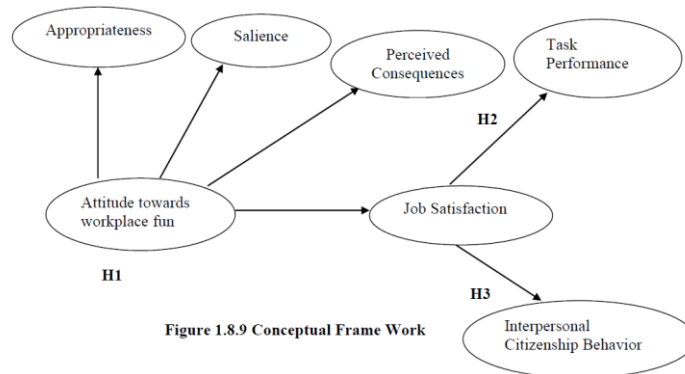 Appropriateness
Salience
Perceived
Consequences
Task
Performance
H2
Attitude towards
workplace fun
Job Satisfaction
H1
H3
Figure 1.8.9 Conceptual Frame Work
Interpersonal
Citizenship Behavior